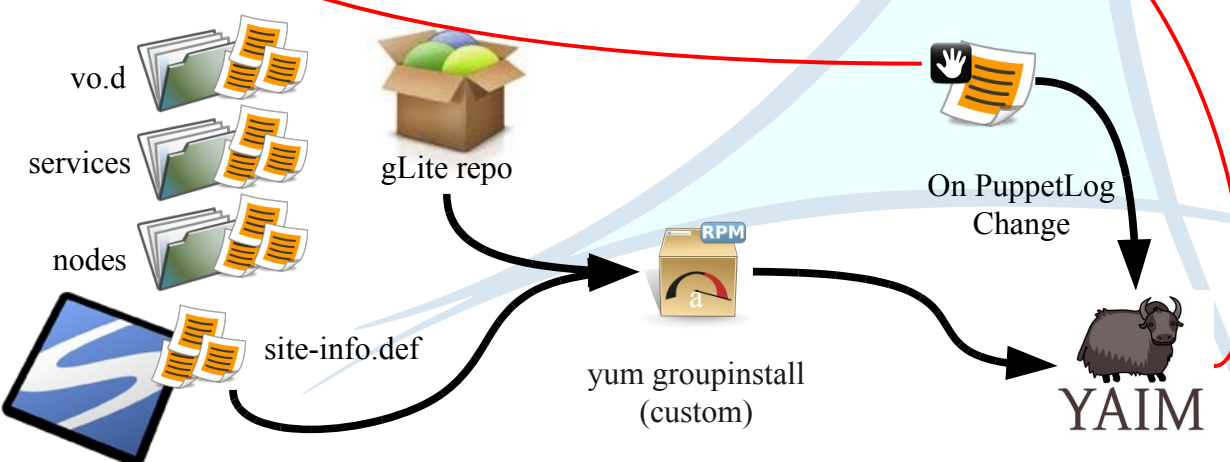 vo.d
services
nodes
site-info.def
gLite repo
RPM
a
yum groupinstall
(custom)
On PuppetLog
Change
YAIM